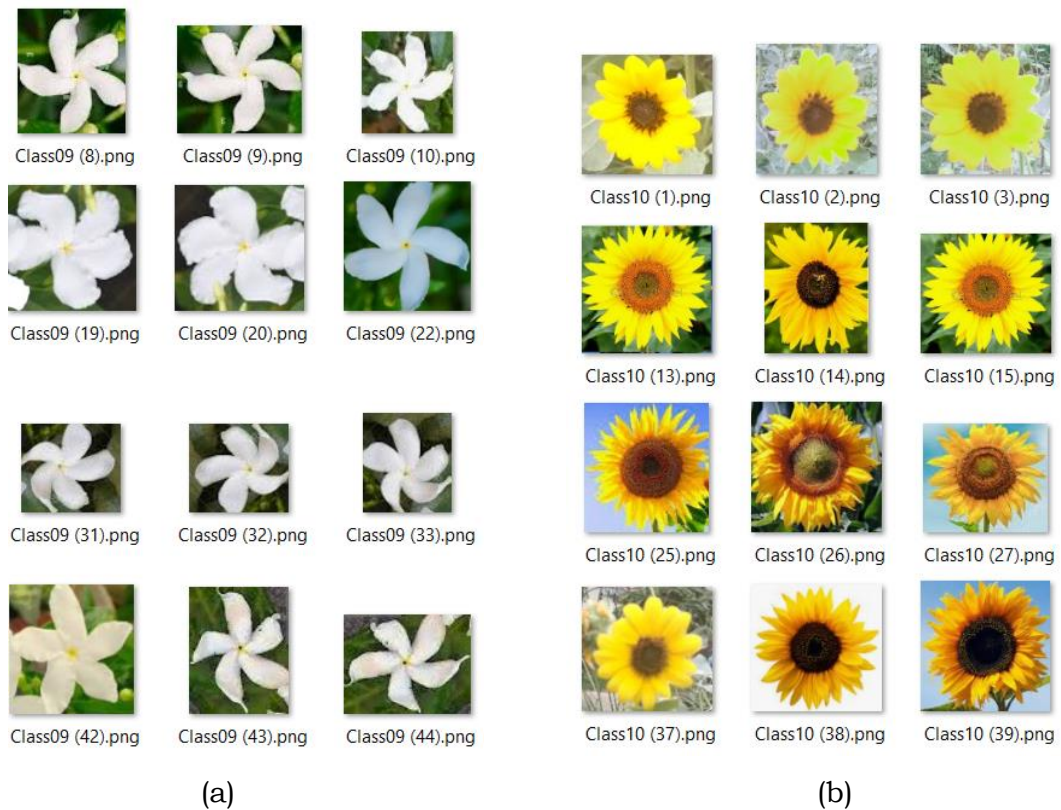 Class09 (8).png
Class09 (9).png
Class09 (10).png
Class09 (19).png
Class09 (20).png
Class09 (22).png
Class09 (31).png
Class09 (32).png
Class09 (33).png
Class09 (42).png
Class09 (43).png
Class09 (44).png
(a)
Class10 (1).png
Class10 (2).png
Class10 (3).png
Class10 (13).png
Class10 (14).png
Class10 (15).png
Class10 (25).png
Class10 (26).png
Class10 (27).png
Class10 (37).png
Class10 (38).png
Class10 (39).png
(b)